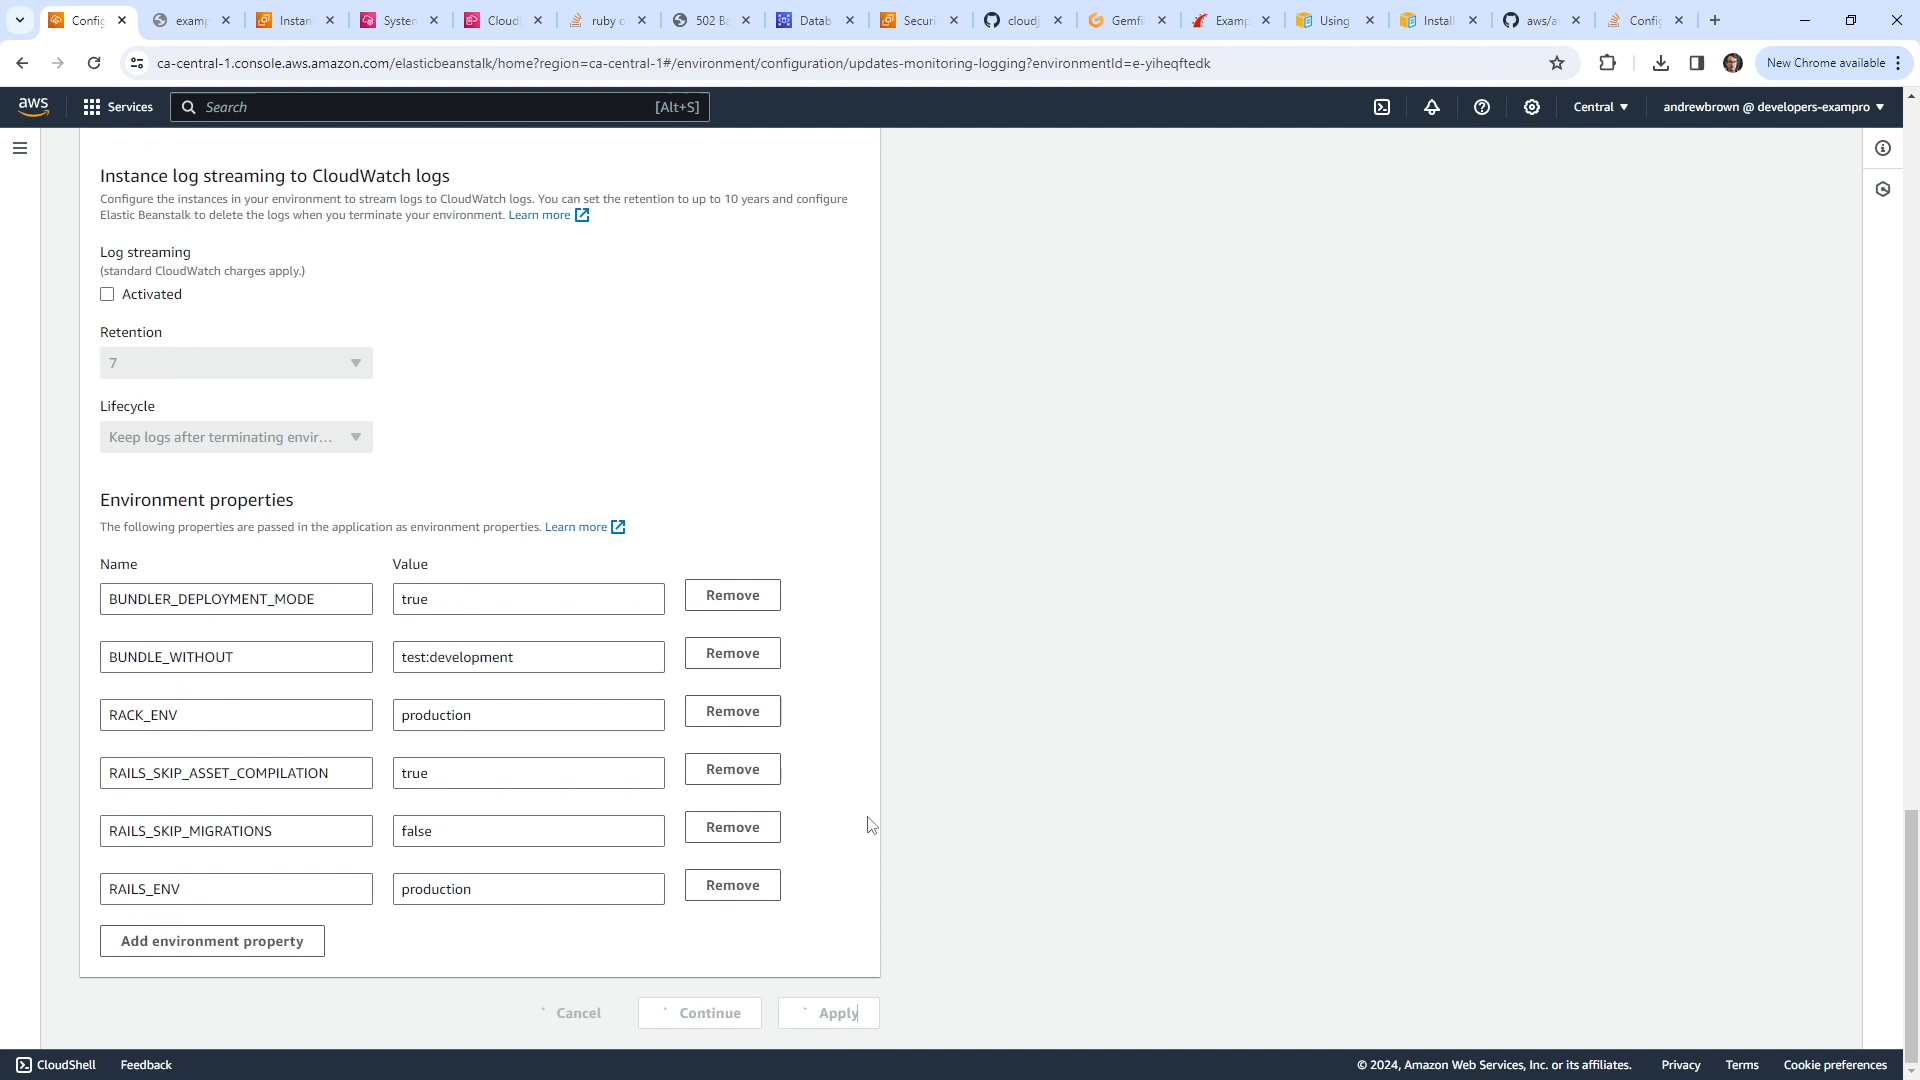 Config
examp
Instan
System
Cloudl
ruby o
502 Ba
Datab
Securi
cloudj
Gemfi
Examp
Using
Install
aws/a
Config
ca-central-1.console.aws.amazon.com/elasticbeanstalk/home?region=ca-central-1#/environment/configuration/updates-monitoring-logging?environmentId=e-yiheqftedk
New Chrome available
aws
Services
Search
[Alt+S]
Central
andrewbrown @ developers-exampro
Instance log streaming to CloudWatch logs
Configure the instances in your environment to stream logs to CloudWatch logs. You can set the retention to up to 10 years and configure
Elastic Beanstalk to delete the logs when you terminate your environment. Learn more
Log streaming
(standard CloudWatch charges apply.)
Activated
Retention
7
Lifecycle
Keep logs after terminating envir...
Environment properties
The following properties are passed in the application as environment properties. Learn more
Name Value
BUNDLER_DEPLOYMENT_MODE true Remove
BUNDLE_WITHOUT test:development Remove
RACK_ENV production Remove
RAILS_SKIP_ASSET_COMPILATION true Remove
RAILS_SKIP_MIGRATIONS false Remove
RAILS_ENV production Remove
Add environment property
Cancel Continue Apply
CloudShell Feedback © 2024, Amazon Web Services, Inc. or its affiliates. Privacy Terms Cookie preferences